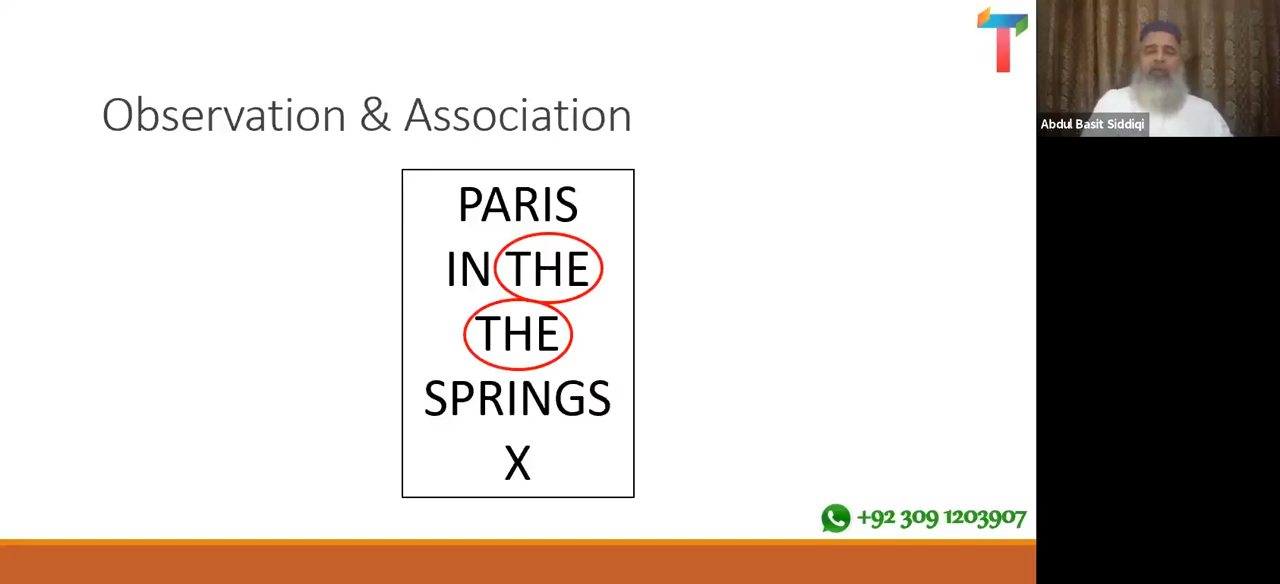 Observation & Association
PARIS
IN THE
THE
SPRINGS
X
+92 309 1203907
Abdul Basit Siddiqi